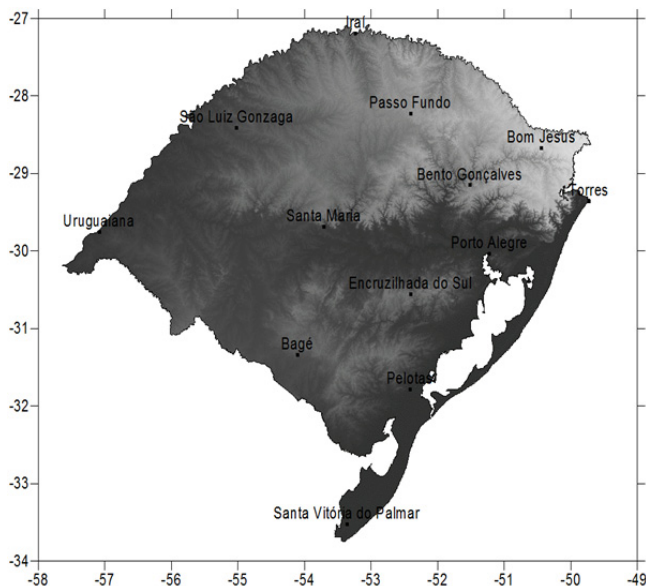 -27
Iraí
-28
Passo Fundo
São Luiz Gonzaga
Bom Jesus
-29
Bento Gonçalves
Torres
Santa Maria
Uruguaiana
-30
Porto Alegre
Encruzilhada do Sul
-31
Bagé
Pelotas
-32
-33
Santa Vitória do Palmar
-34
-58 -57 -56 -55 -54 -53 -52 -51 -50 -49